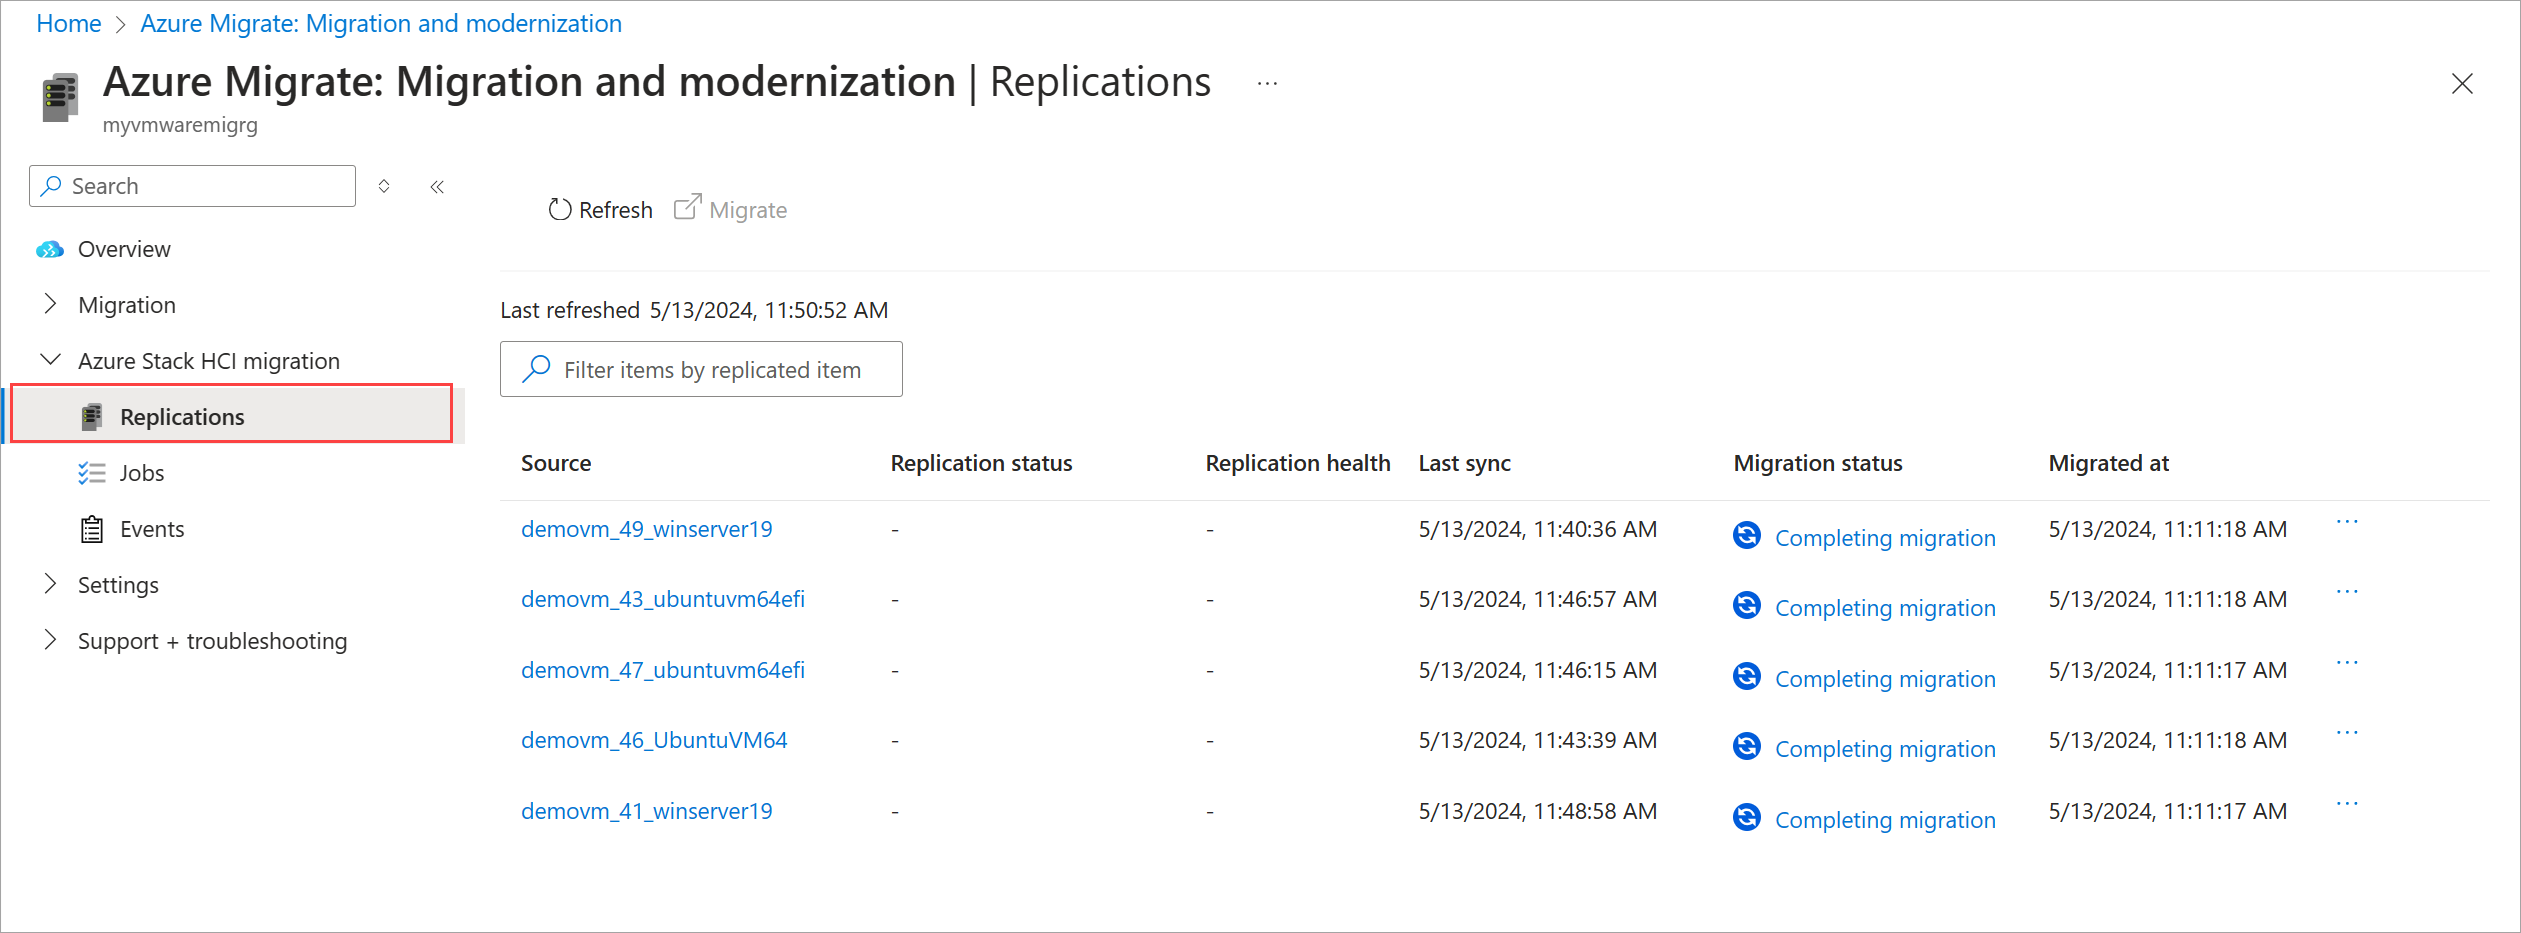 Home > Azure Migrate: Migration and modernization
Azure Migrate: Migration and modernization | Replications ...
myvmwaremigrg
Search
Overview
Migration
Azure Stack HCI migration
Replications
Jobs
Events
Settings
Support + troubleshooting
Refresh Migrate
Last refreshed 5/13/2024, 11:50:52 AM
Filter items by replicated item
Source Replication status Replication health Last sync Migration status Migrated at
demovm_49_winserver19 - - 5/13/2024, 11:40:36 AM Completing migration 5/13/2024, 11:11:18 AM ...
demovm_43_ubuntuvm64efi - - 5/13/2024, 11:46:57 AM Completing migration 5/13/2024, 11:11:18 AM ...
demovm_47_ubuntuvm64efi - - 5/13/2024, 11:46:15 AM Completing migration 5/13/2024, 11:11:17 AM ...
demovm_46_UbuntuVM64 - - 5/13/2024, 11:43:39 AM Completing migration 5/13/2024, 11:11:18 AM ...
demovm_41_winserver19 - - 5/13/2024, 11:48:58 AM Completing migration 5/13/2024, 11:11:17 AM ...